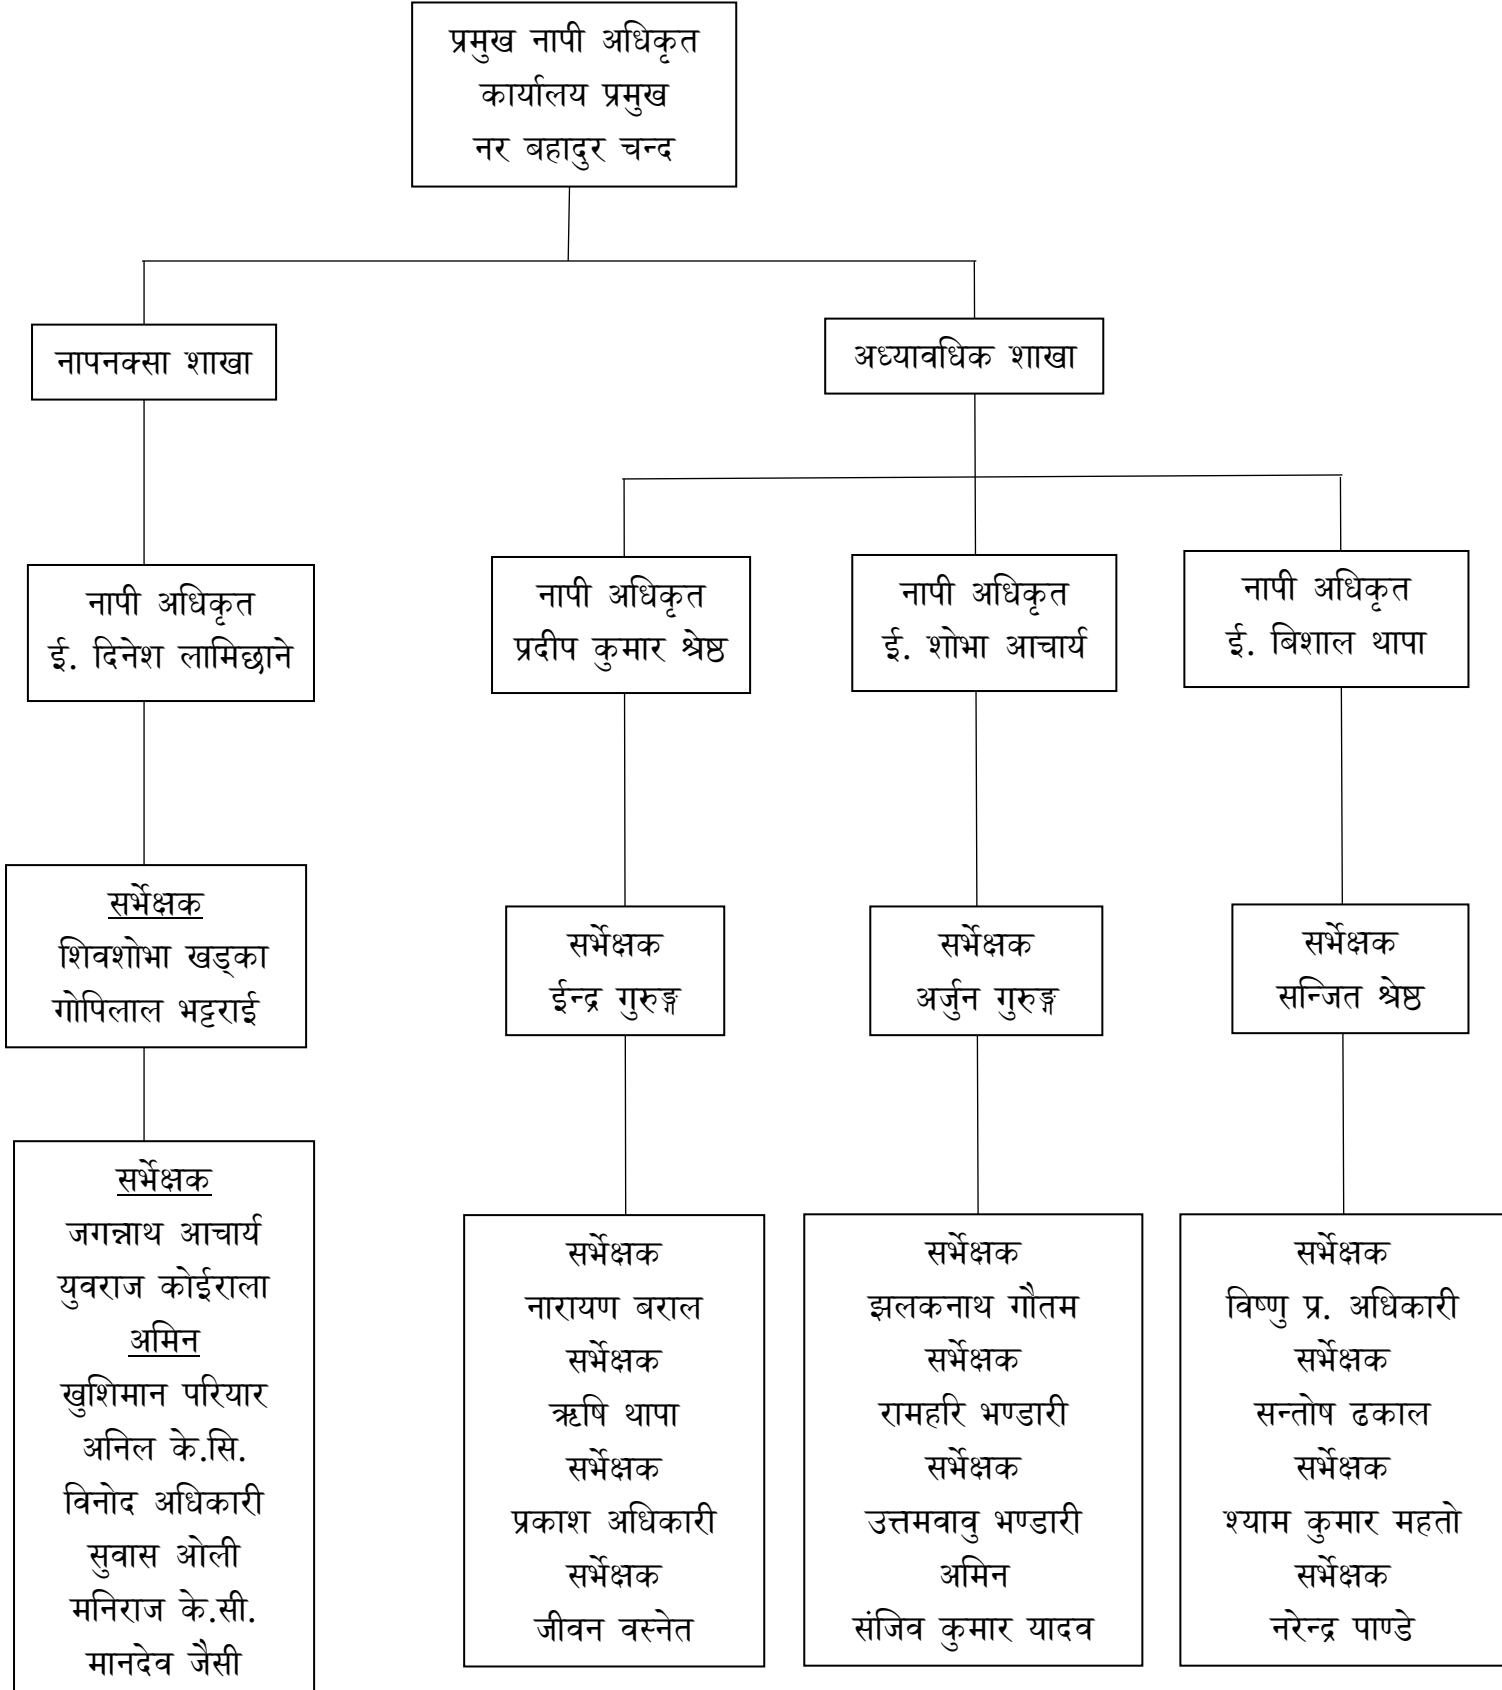 प्रमुख नापी अधिकृत
कार्यालय प्रमुख
नर बहादुर चन्द
नापनक्सा शाखा
अध्यावधिक शाखा
नापी अधिकृत
ई. दिनेश लामिछाने
नापी अधिकृत
प्रदीप कुमार श्रेष्ठ
नापी अधिकृत
ई. शोभा आचार्य
नापी अधिकृत
ई. बिशाल थापा
सर्भेक्षक
शिवशोभा खड्का
गोपिलाल भट्टराई
सर्भेक्षक
ईन्द्र गुरुङ्ग
सर्भेक्षक
अर्जुन गुरुङ्ग
सर्भेक्षक
सन्जित श्रेष्ठ
सर्भेक्षक
जगन्नाथ आचार्य
युवराज कोईराला
अमिन
खुशिमान परियार
अनिल के.सि.
विनोद अधिकारी
सुवास ओली
मनिराज के.सी.
मानदेव जैसी
सर्भेक्षक
नारायण बराल
सर्भेक्षक
ऋषि थापा
सर्भेक्षक
प्रकाश अधिकारी
सर्भेक्षक
जीवन वस्नेत
सर्भेक्षक
झलकनाथ गौतम
सर्भेक्षक
रामहरि भण्डारी
सर्भेक्षक
उत्तमवावु भण्डारी
अमिन
संजिव कुमार यादव
सर्भेक्षक
विष्णु प्र. अधिकारी
सर्भेक्षक
सन्तोष ढकाल
सर्भेक्षक
श्याम कुमार महतो
सर्भेक्षक
नरेन्द्र पाण्डे